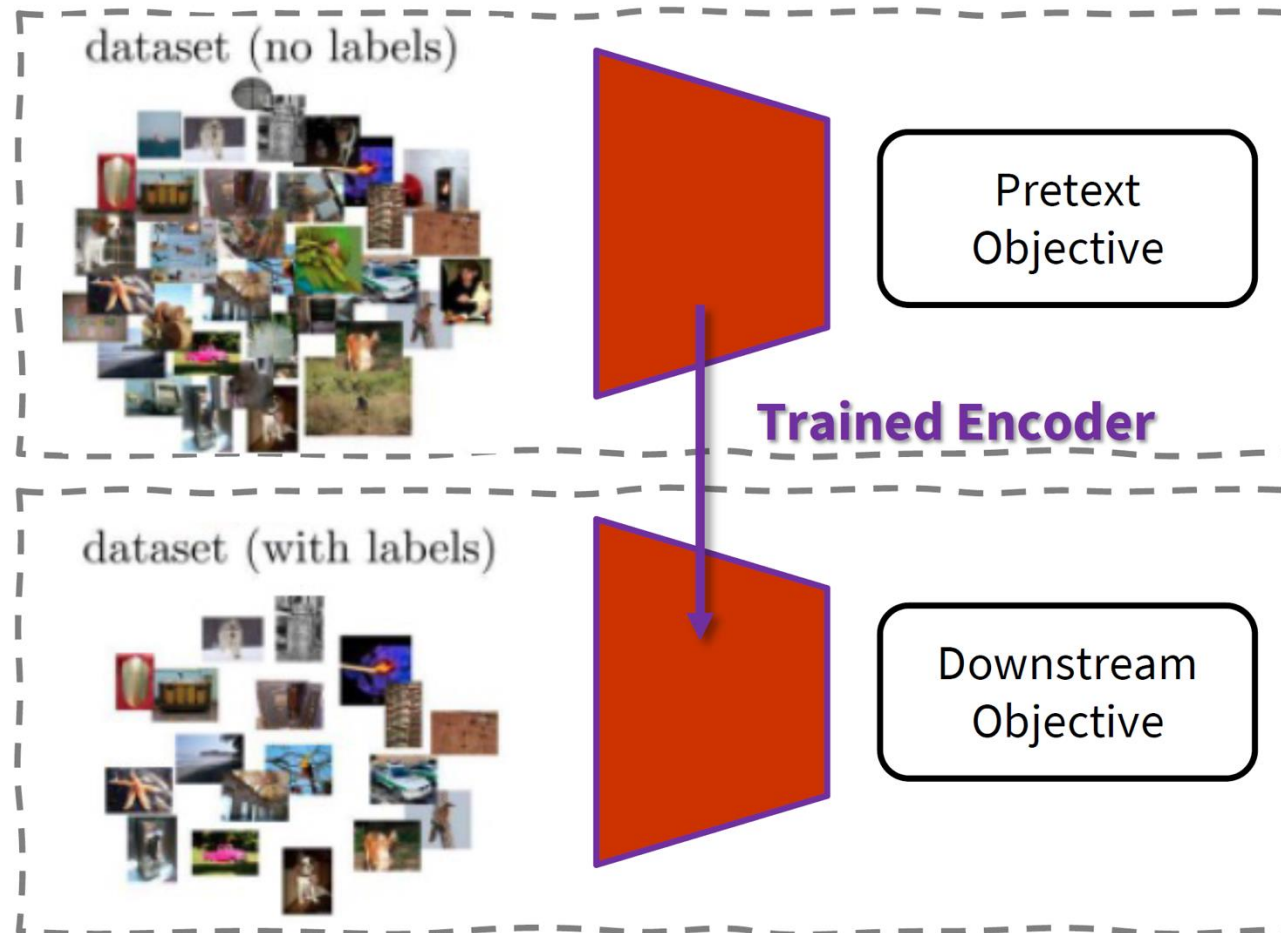 dataset (no labels)
Pretext
Objective
Trained Encoder
dataset (with labels)
Downstream
Objective